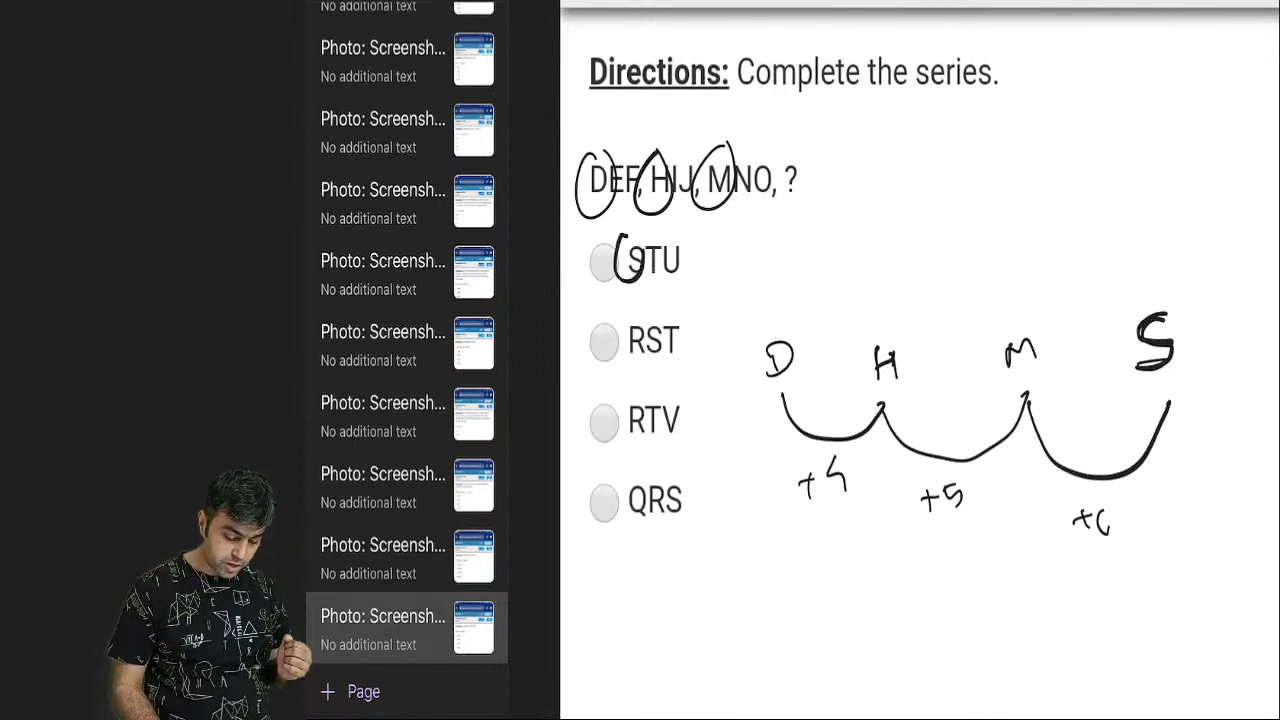 No additional text
Photo: Screensh...
No additional text
Photo: Screensh...
No additional text
Photo: Screensh...
No additional text
Photo: Screensh...
No additional text
Photo: Screensh...
No additional text
Photo: Screensh...
No additional text
Photo: Screensh...
No additional text
Photo: Screensh...
No additional text
Photo: Screensh...
No additional text
+ Page
Directions: Complete the series.
DEF, HIJ, MNO, ?
STU
RST
RTV
QRS
D H M S
+4 +5 +6